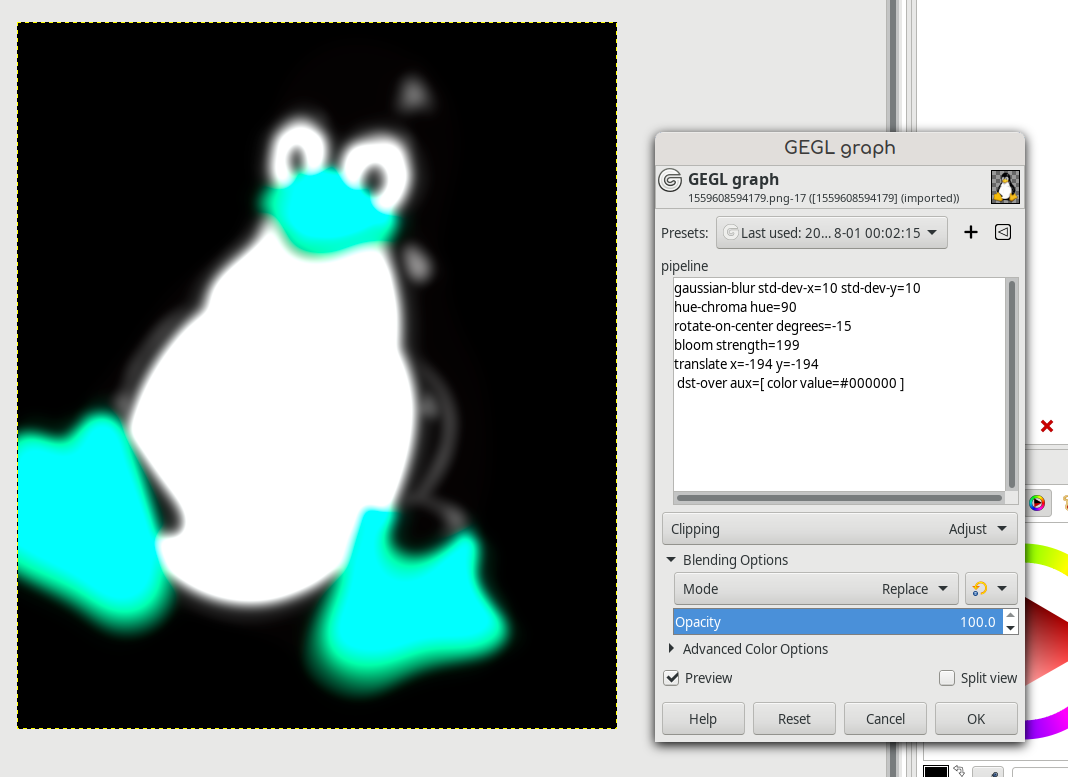 GEGL graph
GEGL graph
1559608594179.png-17 ([1559608594179] (imported))
Presets: Last used: 20... 8-01 00:02:15
pipeline
gaussian-blur std-dev-x=10 std-dev-y=10
hue-chroma hue=90
rotate-on-center degrees=-15
bloom strength=199
translate x=-194 y=-194
dst-over aux=[ color value=#000000 ]
Clipping Adjust
Blending Options
Mode Replace
Opacity 100.0
Advanced Color Options
Preview Split view
Help Reset Cancel OK